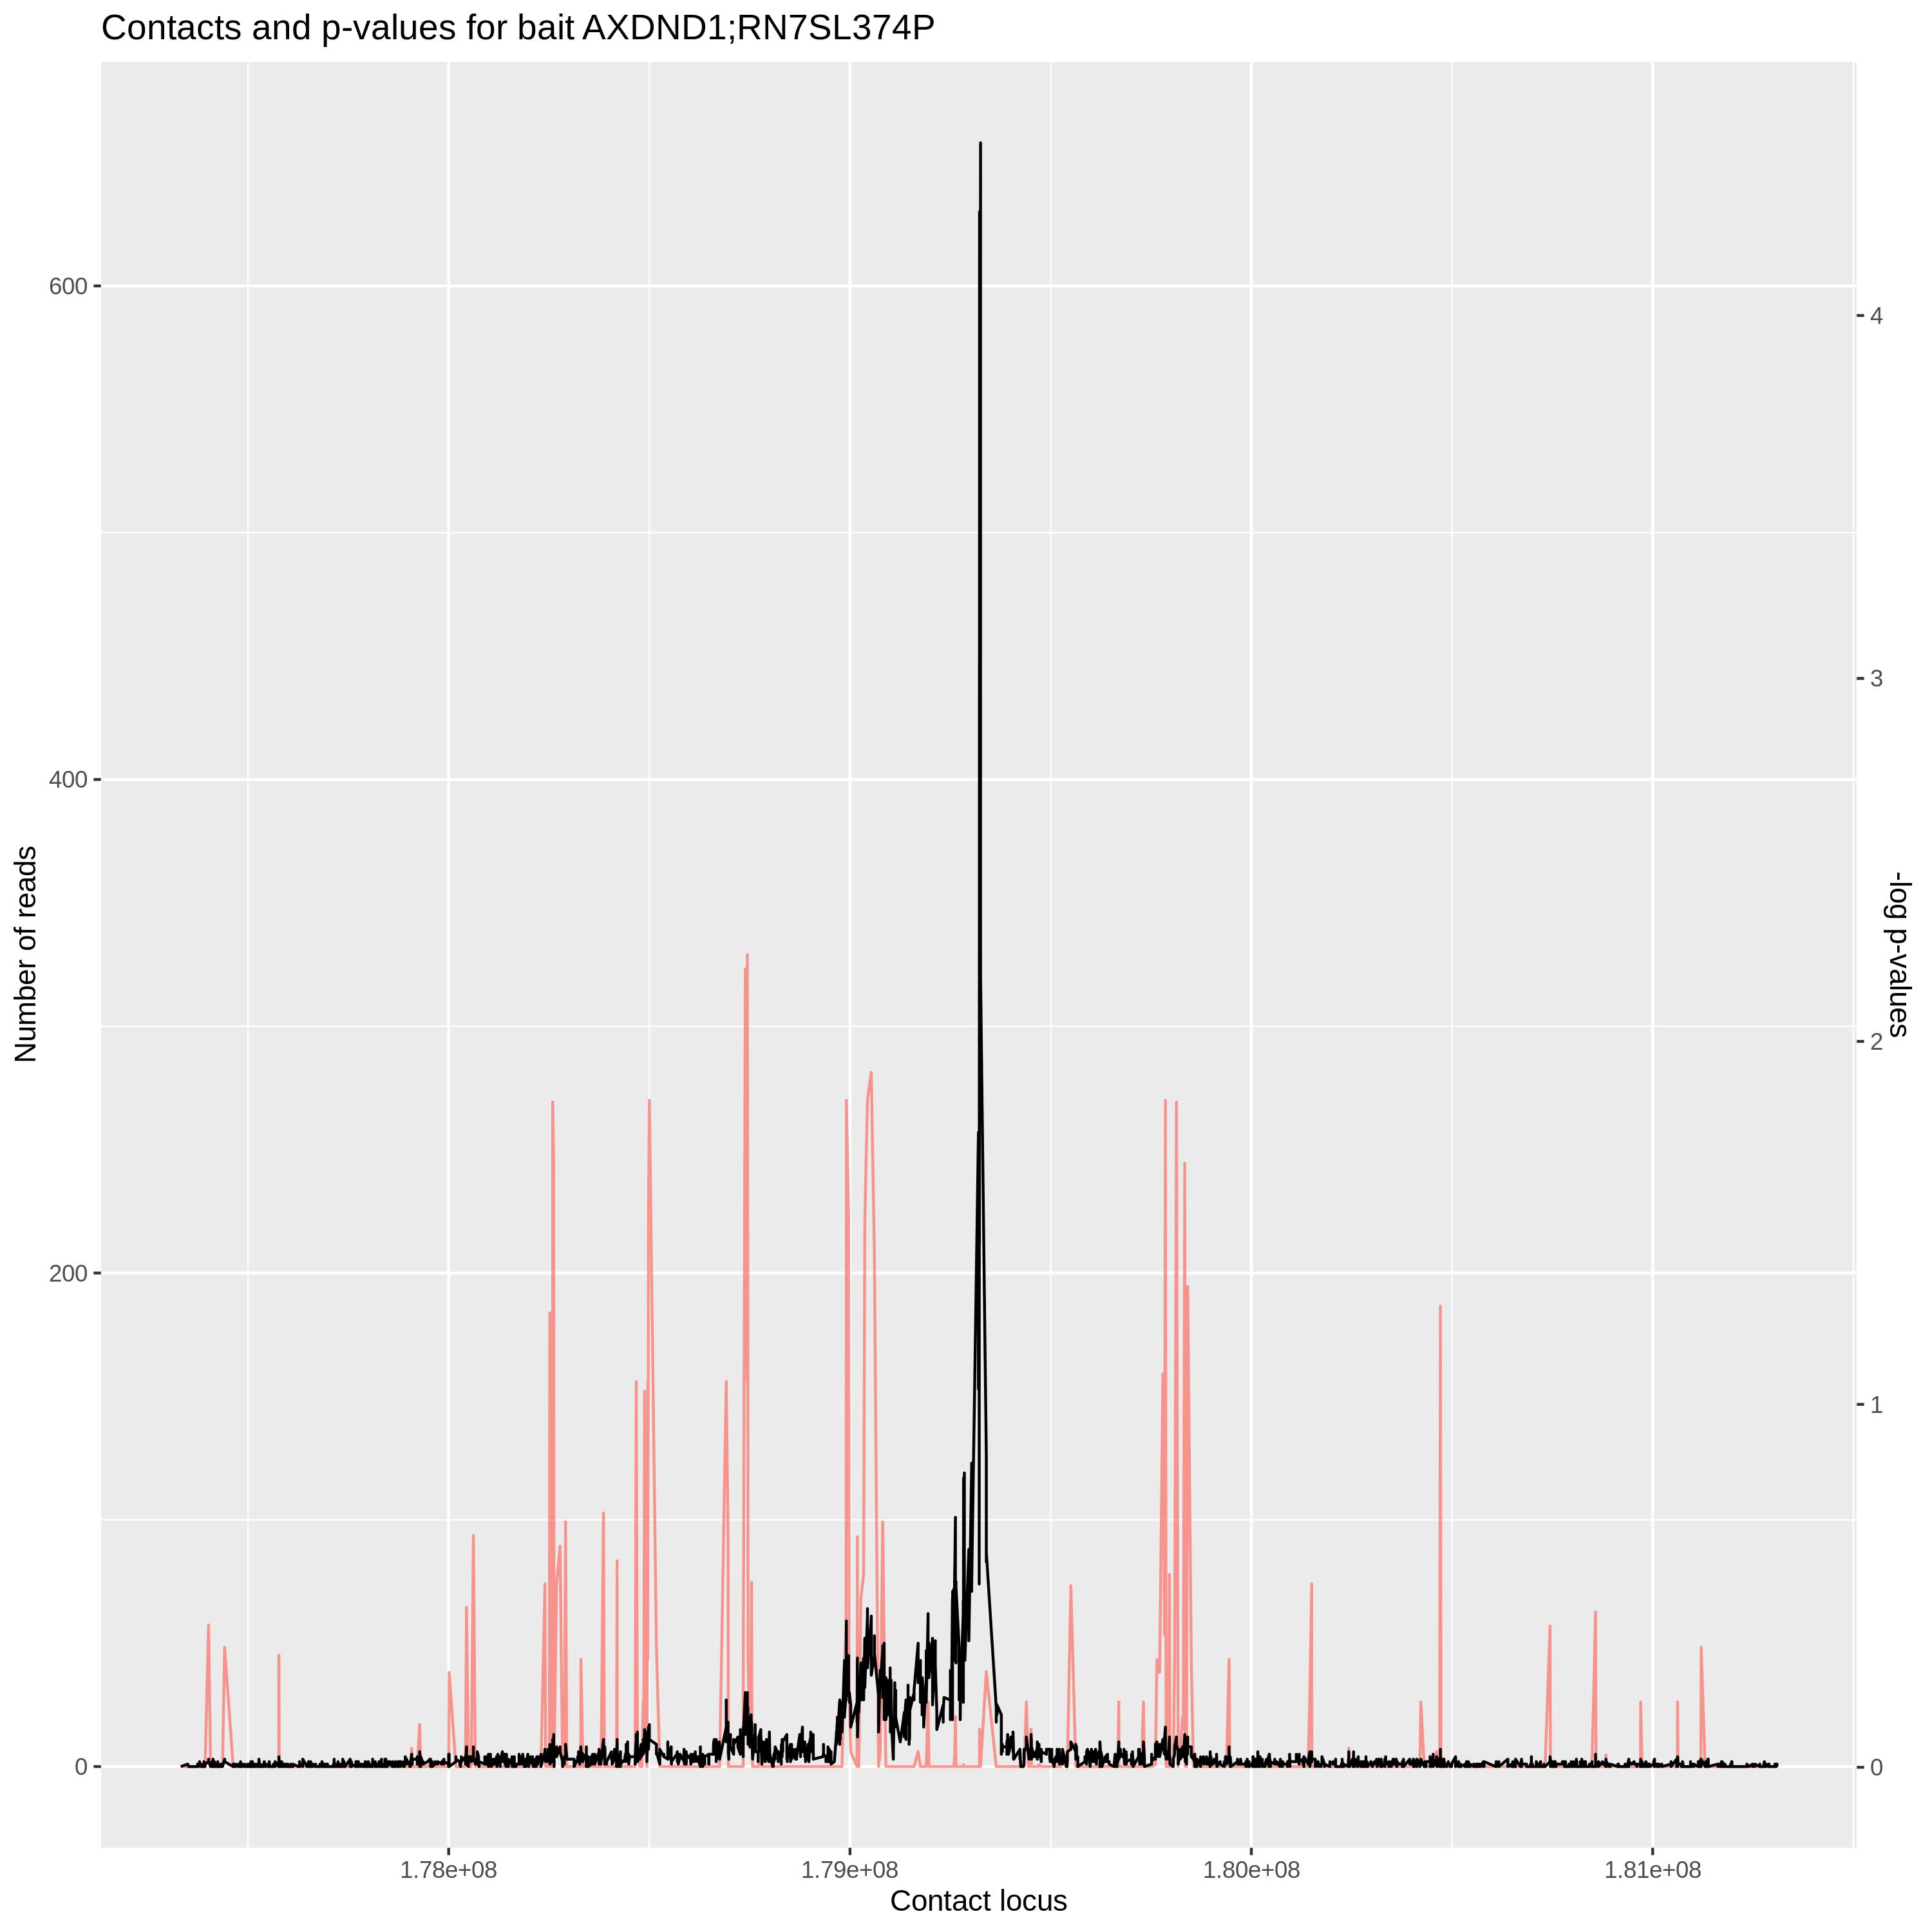 Contacts and p-values for bait AXDND1;RN7SL374P
600
400
200
0
Number of reads
4
3
2
1
0
-log p-values
1.78e+08
1.79e+08
1.80e+08
1.81e+08
Contact locus